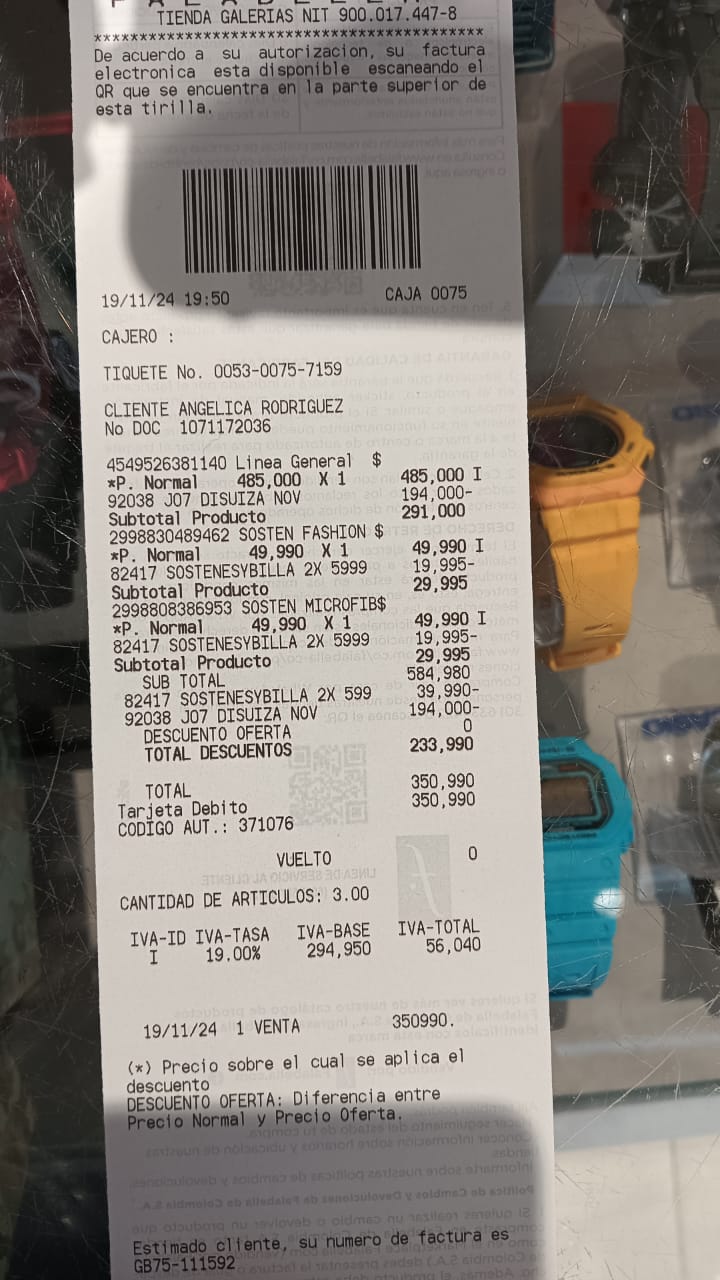 TIENDA GALERIAS NIT 900.017.447-8
*******************************************
De acuerdo a su autorizacion, su factura
electronica esta disponible escaneando el
QR que se encuentra en la parte superior de
esta tirilla.
19/11/24 19:50 CAJA 0075
CAJERO :
TIQUETE No. 0053-0075-7159
CLIENTE ANGELICA RODRIGUEZ
No DOC 1071172036
4549526381140 Linea General $
*P. Normal 485,000 X 1 485,000 I
92038 J07 DISUIZA NOV 194,000-
Subtotal Producto 291,000
2998830489462 SOSTEN FASHION $
*P. Normal 49,990 X 1 49,990 I
82417 SOSTENESYBILLA 2X 5999 19,995-
Subtotal Producto 29,995
2998808386953 SOSTEN MICROFIB$
*P. Normal 49,990 X 1 49,990 I
82417 SOSTENESYBILLA 2X 5999 19,995-
Subtotal Producto 29,995
SUB TOTAL 584,980
82417 SOSTENESYBILLA 2X 599 39,990-
92038 J07 DISUIZA NOV 194,000-
DESCUENTO OFERTA 0
TOTAL DESCUENTOS 233,990
TOTAL 350,990
Tarjeta Debito 350,990
CODIGO AUT.: 371076
VUELTO 0
CANTIDAD DE ARTICULOS: 3.00
IVA-ID IVA-TASA IVA-BASE IVA-TOTAL
I 19.00% 294,950 56,040
19/11/24 1 VENTA 350990.
(*) Precio sobre el cual se aplica el
descuento
DESCUENTO OFERTA: Diferencia entre
Precio Normal y Precio Oferta.
Estimado cliente, su numero de factura es
GB75-111592